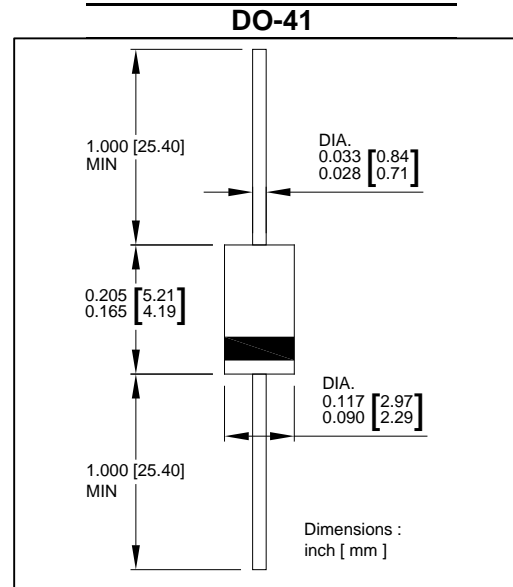 DO-41
1.000 [25.40]
MIN
DIA.
0.033 [0.84]
0.028 [0.71]
0.205 [5.21]
0.165 [4.19]
DIA.
0.117 [2.97]
0.090 [2.29]
1.000 [25.40]
MIN
Dimensions :
inch [ mm ]